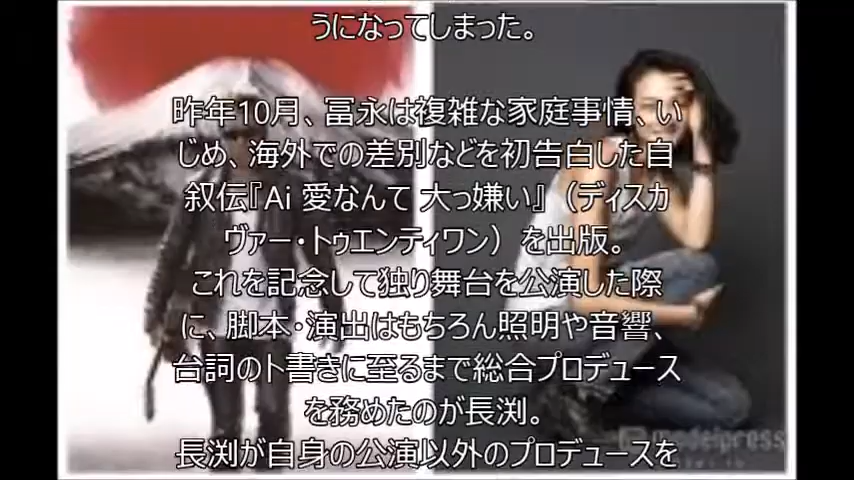 うになってしまった。
昨年10月、冨永は複雑な家庭事情、い
じめ、海外での差別などを初告白した自
叙伝『Ai 愛なんて 大っ嫌い』（ディスカ
ヴァー・トゥエンティワン）を出版。
これを記念して独り舞台を公演した際
に、脚本・演出はもちろん照明や音響、
台詞のト書きに至るまで総合プロデュース
を務めたのが長渕。
長渕が自身の公演以外のプロデュースを
modelpress